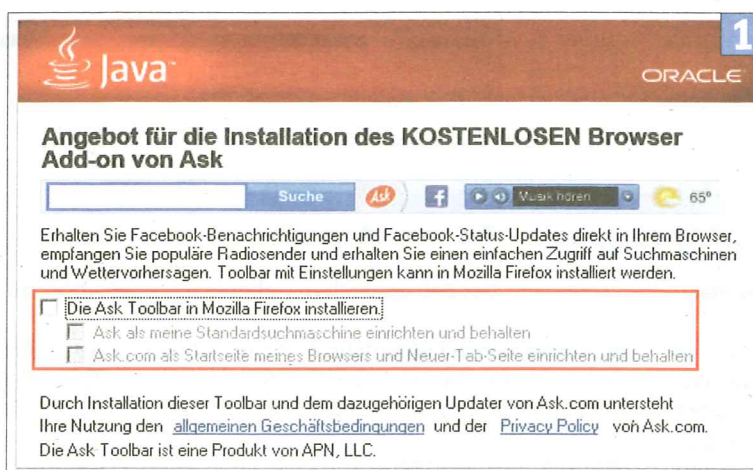 1
Java
ORACLE
Angebot für die Installation des KOSTENLOSEN Browser
Add-on von Ask
Suche Ask f Musik hören 65°
Erhalten Sie Facebook-Benachrichtigungen und Facebook-Status-Updates direkt in Ihrem Browser,
empfangen Sie populäre Radiosender und erhalten Sie einen einfachen Zugriff auf Suchmaschinen
und Wettervorhersagen. Toolbar mit Einstellungen kann in Mozilla Firefox installiert werden.
Die Ask Toolbar in Mozilla Firefox installieren.
Ask als meine Standardsuchmaschine einrichten und behalten
Ask.com als Startseite meines Browsers und Neuer-Tab-Seite einrichten und behalten
Durch Installation dieser Toolbar und dem dazugehörigen Updater von Ask.com untersteht
Ihre Nutzung den allgemeinen Geschäftsbedingungen und der Privacy Policy von Ask.com.
Die Ask Toolbar ist eine Produkt von APN, LLC.